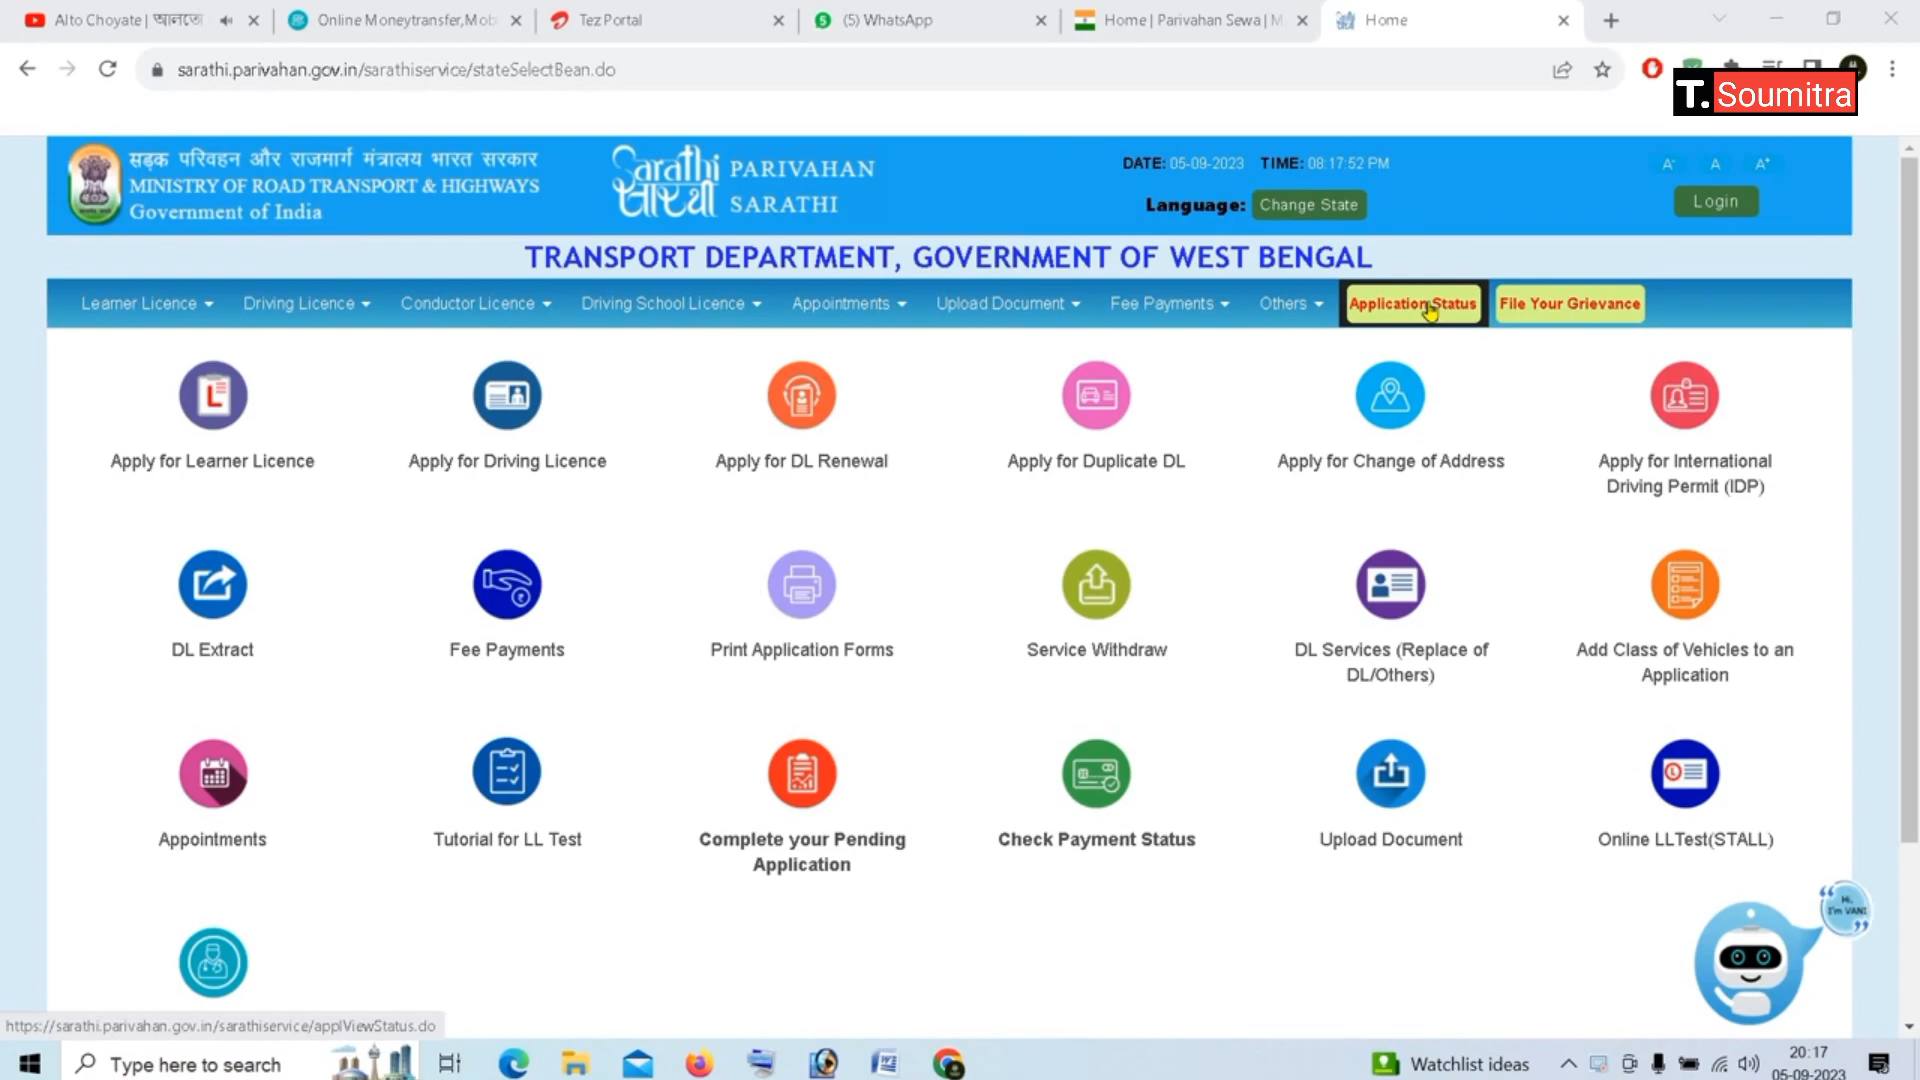 Alto Choyate | আনতে
Online Moneytransfer,Mob
Tez Portal
(5) WhatsApp
Home | Parivahan Sewa | M
Home
sarathi.parivahan.gov.in/sarathiservice/stateSelectBean.do
T. Soumitra
सड़क परिवहन और राजमार्ग मंत्रालय भारत सरकार
MINISTRY OF ROAD TRANSPORT & HIGHWAYS
Government of India
Sarathi
सारथी
PARIVAHAN
SARATHI
DATE: 05-09-2023 TIME: 08:17:52 PM
Language: Change State
A- A A+
Login
TRANSPORT DEPARTMENT, GOVERNMENT OF WEST BENGAL
Learner Licence Driving Licence Conductor Licence Driving School Licence Appointments Upload Document Fee Payments Others Application Status File Your Grievance
L
Apply for Learner Licence
Apply for Driving Licence
Apply for DL Renewal
Apply for Duplicate DL
Apply for Change of Address
Apply for International
Driving Permit (IDP)
DL Extract
₹
Fee Payments
Print Application Forms
Service Withdraw
DL Services (Replace of
DL/Others)
Add Class of Vehicles to an
Application
Appointments
Tutorial for LL Test
Complete your Pending
Application
Check Payment Status
Upload Document
L
Online LLTest(STALL)
Hi,
I'm VANI
https://sarathi.parivahan.gov.in/sarathiservice/applViewStatus.do
Type here to search
Watchlist ideas
20:17
05-09-2023